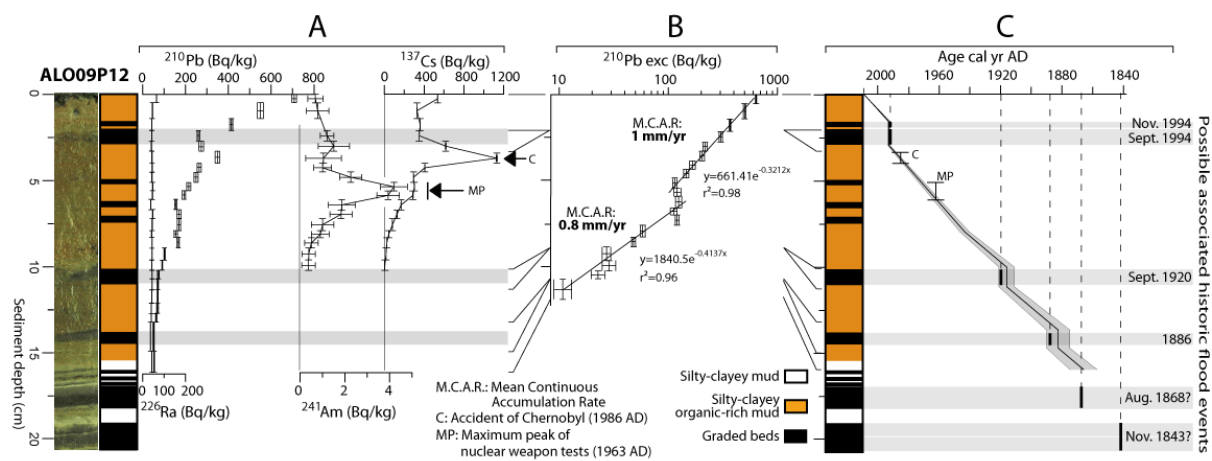 A
B
C
210Pb (Bq/kg)
137Cs (Bq/kg)
210Pb exc (Bq/kg)
Age cal yr AD
ALO09P12
0 200 400 600 800
0 400 800 1200
10 100 1000
2000 1960 1920 1880 1840
0
5
10
15
20
Sediment depth (cm)
C
MP
M.C.A.R:
1 mm/yr
y=661.41e-0.3212x
r²=0.98
M.C.A.R:
0.8 mm/yr
y=1840.5e-0.4137x
r²=0.96
C
MP
Nov. 1994
Sept. 1994
Sept. 1920
1886
Aug. 1868?
Nov. 1843?
Possible associated historic flood events
0 100 200
226Ra (Bq/kg)
0 2 4
241Am (Bq/kg)
M.C.A.R.: Mean Continuous
Accumulation Rate
C: Accident of Chernobyl (1986 AD)
MP: Maximum peak of
nuclear weapon tests (1963 AD)
Silty-clayey mud
Silty-clayey
organic-rich mud
Graded beds